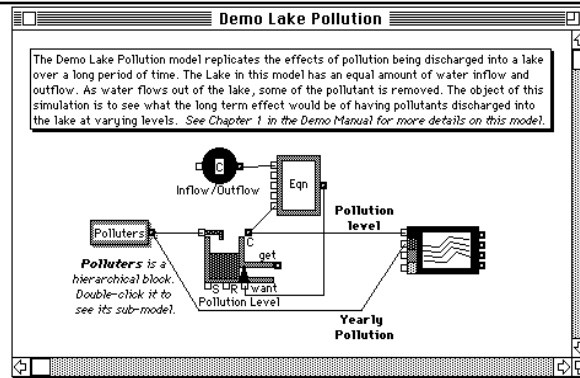 Demo Lake Pollution
The Demo Lake Pollution model replicates the effects of pollution being discharged into a lake
over a long period of time. The Lake in this model has an equal amount of water inflow and
outflow. As water flows out of the lake, some of the pollutant is removed. The object of this
simulation is to see what the long term effect would be of having pollutants discharged into
the lake at varying levels. See Chapter 1 in the Demo Manual for more details on this model.
C
Inflow/Outflow
Eqn
Pollution
level
Polluters
C
get
Polluters is a
hierarchical block.
Double-click it to
see its sub-model.
S R want
Pollution Level
Yearly
Pollution